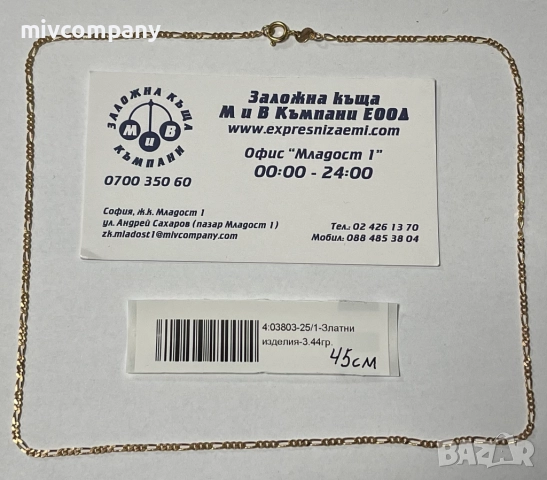 mivcompany
ЗАЛОЖНА КЪЩА
М и В
КЪМПАНИ
0700 350 60
Заложна къща
М и В Къмпани ЕООД
www.expresnizaemi.com
Офис "Младост 1"
00:00 - 24:00
София, ж.к. Младост 1
ул. Андрей Сахаров (пазар Младост 1)
zk.mladost1@mivcompany.com
Тел.: 02 426 13 70
Мобил: 088 485 38 04
4:03803-25/1-Златни
изделия-3.44гр.
45см
BAZAR